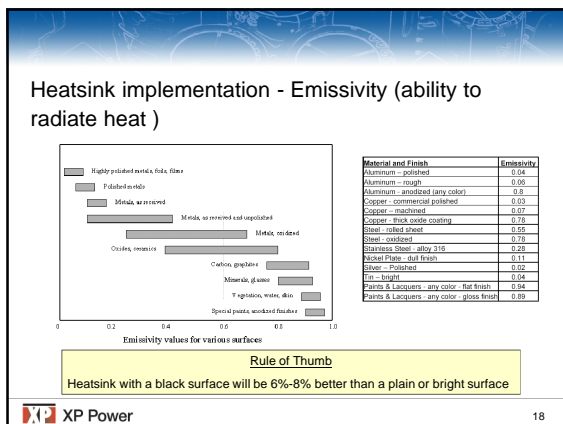 Heatsink implementation - Emissivity (ability to
radiate heat )
Highly polished metals, foils, films
Polished metals
Metals, as received
Metals, as received and unpolished
Metals, oxidized
Oxides, ceramics
Carbon, graphites
Minerals, glasses
Vegetation, water, skin
Special paints, anodized finishes
0 0.2 0.4 0.6 0.8 1.0
Emissivity values for various surfaces
Material and Finish Emissivity
Aluminum – polished 0.04
Aluminum – rough 0.06
Aluminum - anodized (any color) 0.8
Copper - commercial polished 0.03
Copper – machined 0.07
Copper - thick oxide coating 0.78
Steel - rolled sheet 0.55
Steel - oxidized 0.78
Stainless Steel - alloy 316 0.28
Nickel Plate - dull finish 0.11
Silver – Polished 0.02
Tin – bright 0.04
Paints & Lacquers - any color - flat finish 0.94
Paints & Lacquers - any color - gloss finish 0.89
Rule of Thumb
Heatsink with a black surface will be 6%-8% better than a plain or bright surface
XP XP Power
18